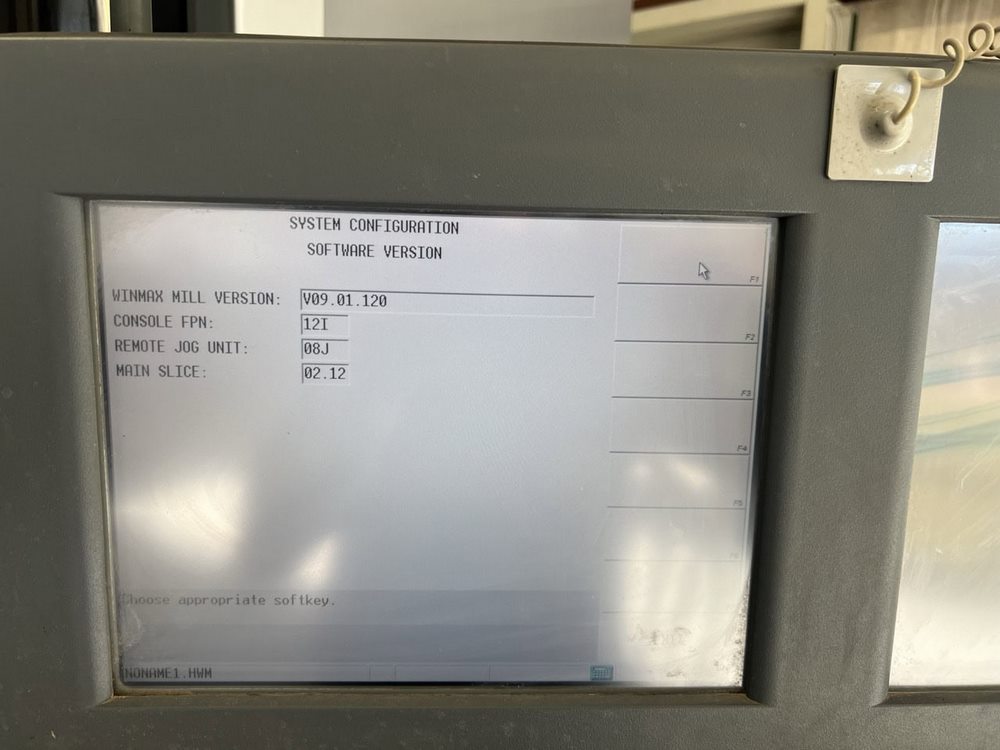 SYSTEM CONFIGURATION
SOFTWARE VERSION
WINMAX MILL VERSION: V09.01.120
CONSOLE FPN: 12I
REMOTE JOG UNIT: 08J
MAIN SLICE: 02.12
F1
F2
F3
F4
F5
Choose appropriate softkey.
NONAME1.HWM